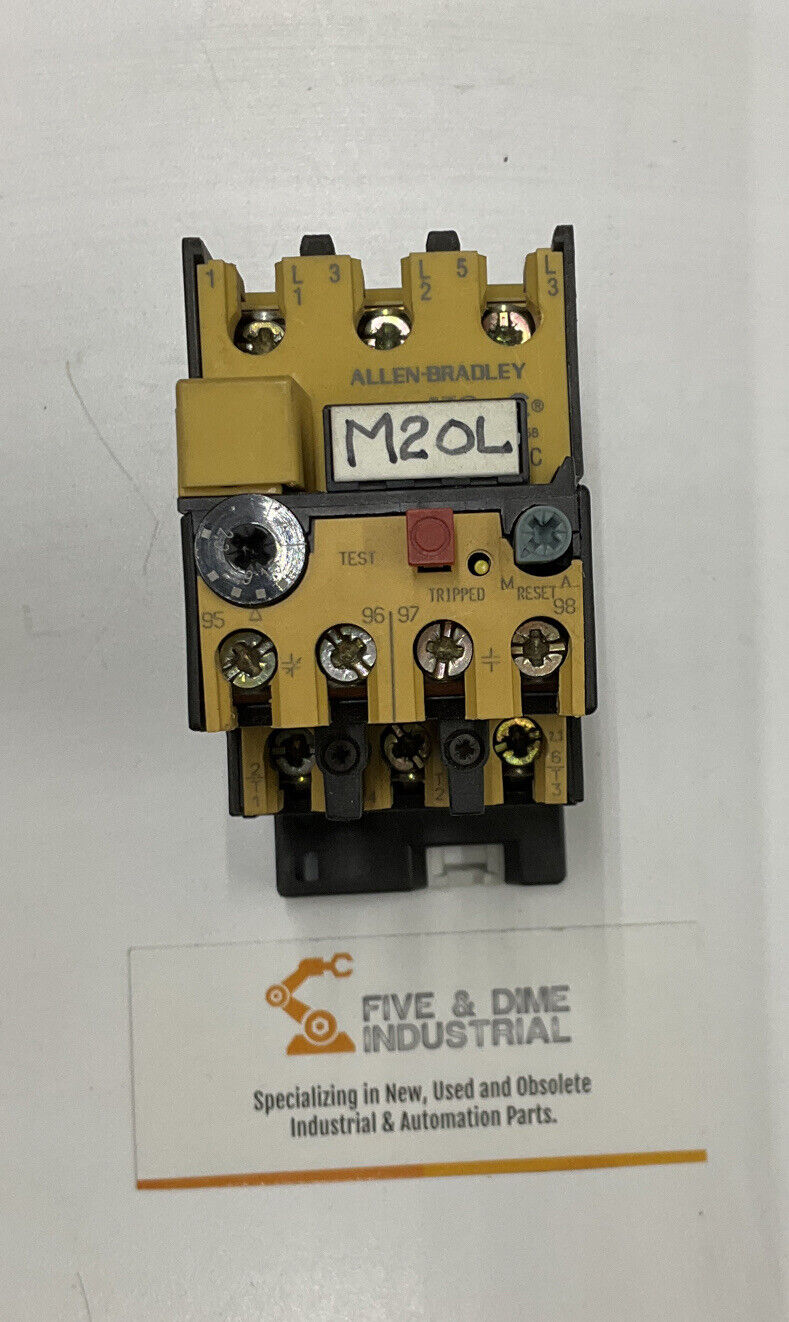 1 L1 3 L2 5 L3
ALLEN-BRADLEY
®
M2OL
C
TEST
TRIPPED
M RESET A
95 96 97 98
2/T1 T2 6/T3
FIVE & DIME
INDUSTRIAL
Specializing in New, Used and Obsolete
Industrial & Automation Parts.